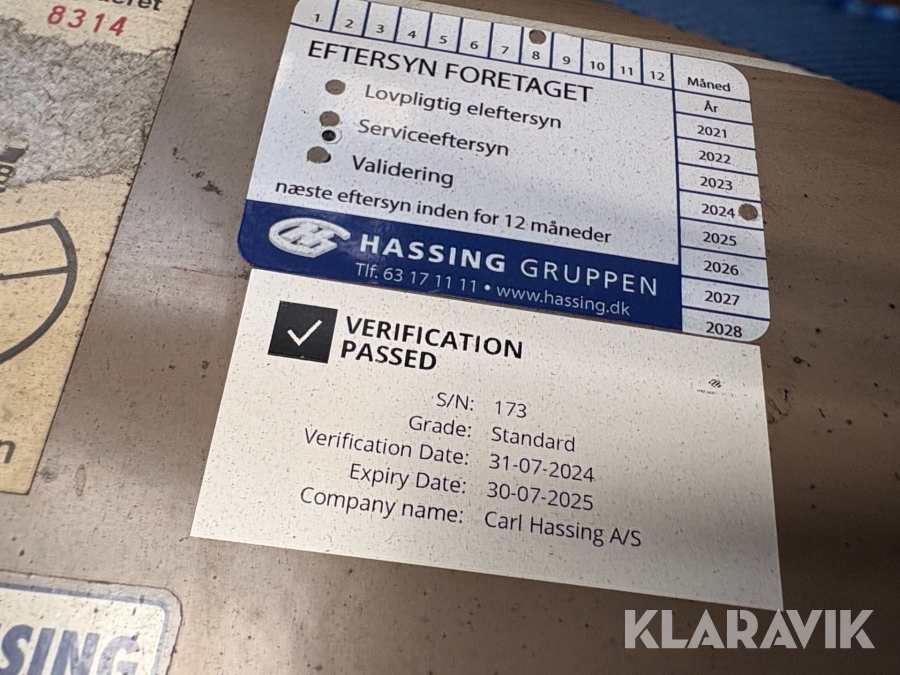 8314
1 2 3 4 5 6 7 8 9 10 11 12 Måned
EFTERSYN FORETAGET
År
Lovpligtig eleftersyn
2021
Serviceeftersyn
2022
Validering
2023
næste eftersyn inden for 12 måneder
2024
2025
HASSING GRUPPEN
2026
Tlf. 63 17 11 11 • www.hassing.dk
2027
2028
VERIFICATION
PASSED
S/N: 173
Grade: Standard
Verification Date: 31-07-2024
Expiry Date: 30-07-2025
Company name: Carl Hassing A/S
SING
KLARAVIK